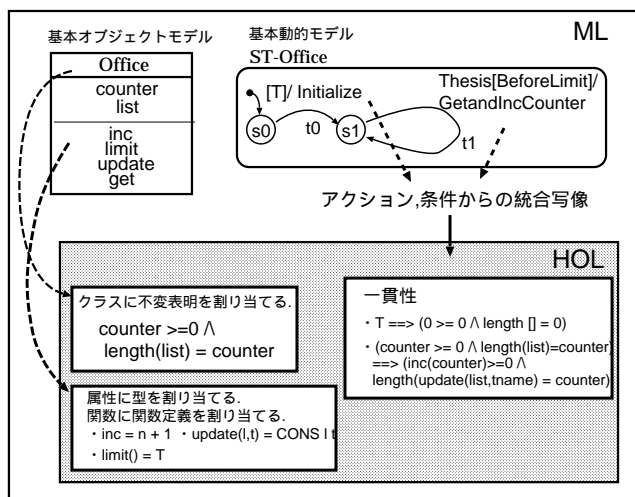 ML
基本オブジェクトモデル
Office
counter
list
inc
limit
update
get
基本動的モデル
ST-Office
[T]/ Initialize
Thesis[BeforeLimit]/
GetandIncCounter
s0
t0
s1
t1
アクション,条件からの統合写像
HOL
クラスに不変表明を割り当てる.
counter >=0 /\
length(list) = counter
属性に型を割り当てる.
関数に関数定義を割り当てる.
・inc = n + 1 ・update(l,t) = CONS l t
・limit() = T
一貫性
・T ==> (0 >= 0 /\ length [] = 0)
・(counter >= 0 /\ length(list)=counter)
==> (inc(counter)>=0 /\
length(update(list,tname) = counter)